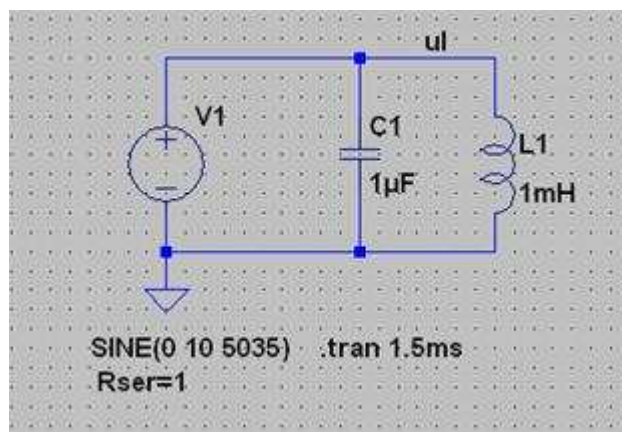 ul
V1
C1
L1
1µF
1mH
SINE(0 10 5035) .tran 1.5ms
Rser=1